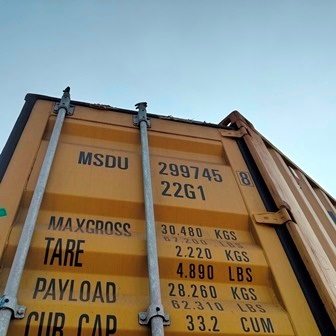 MSDU 299745 8
22G1
MAXGROSS 30.480 KGS
67.200 LBS
TARE 2.220 KGS
4.890 LBS
PAYLOAD 28.260 KGS
62.310 LBS
CUB.CAP. 33.2 CUM